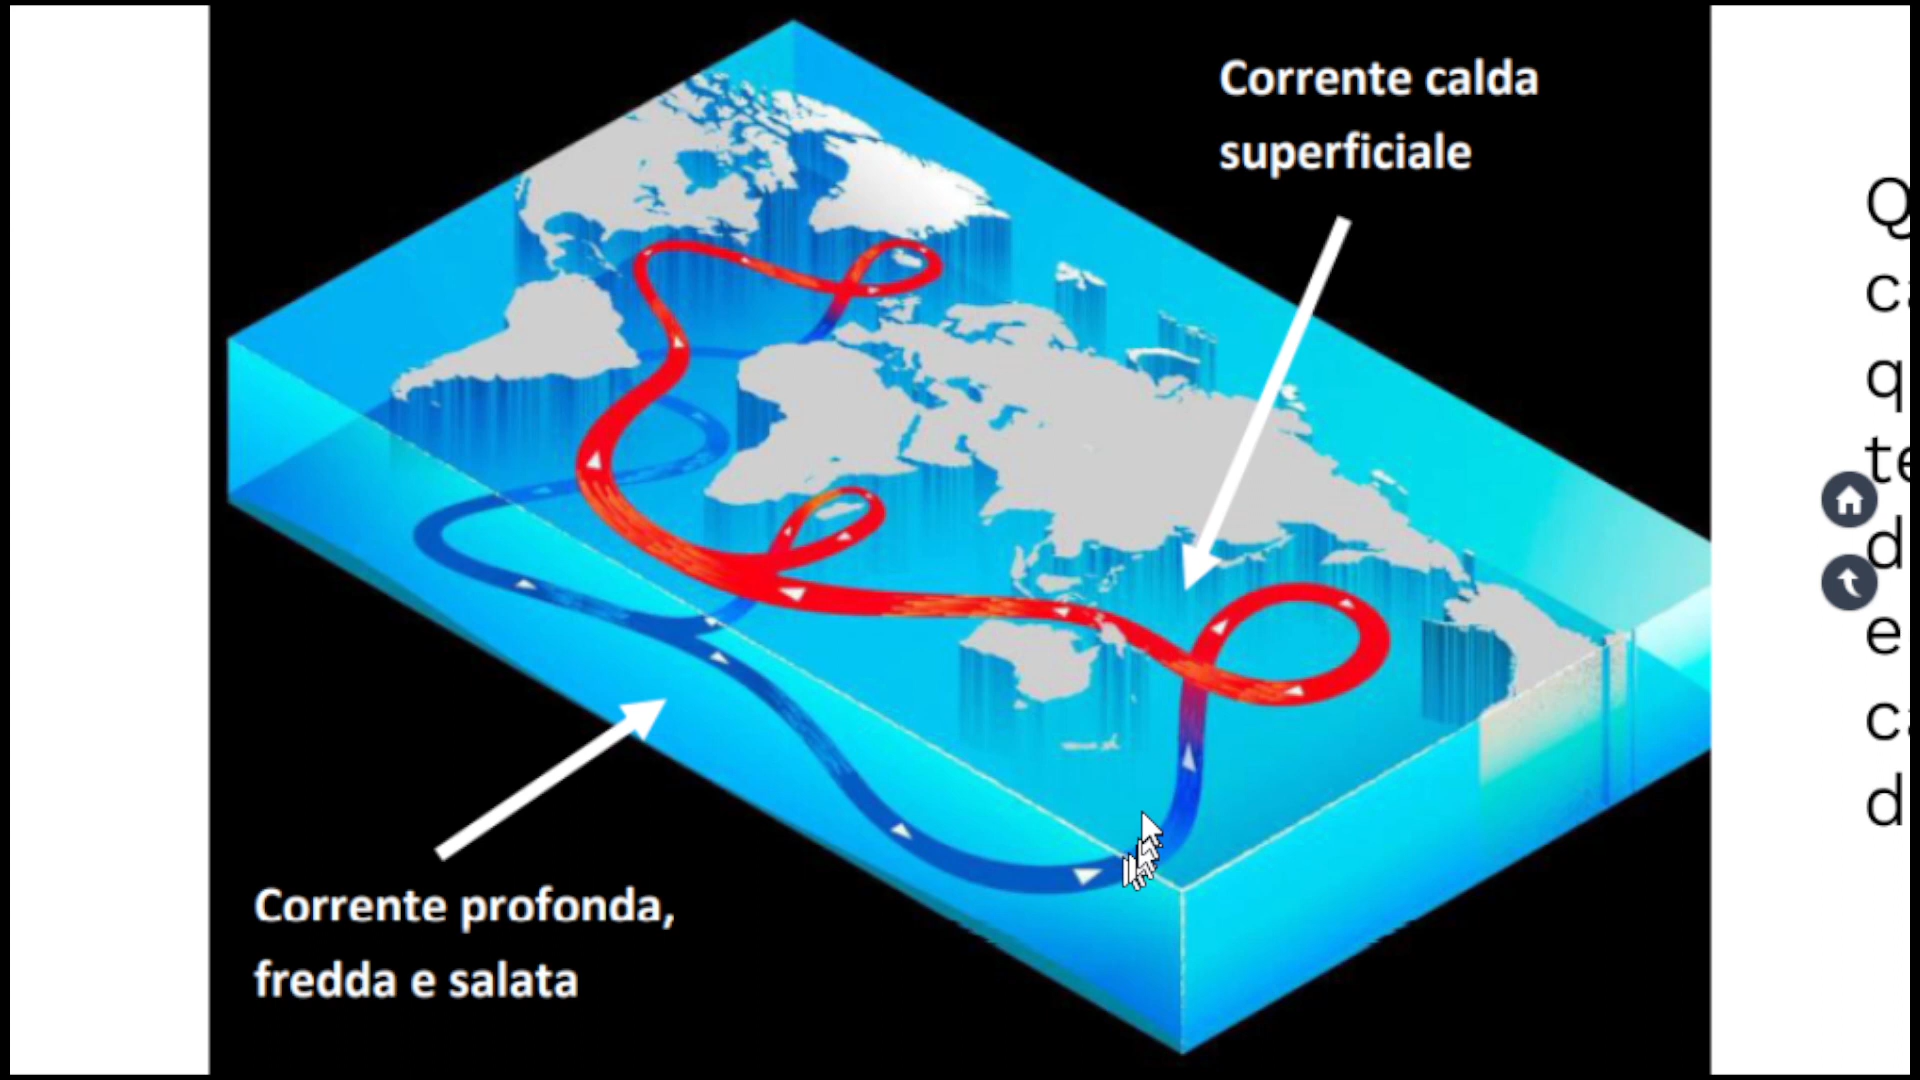 Corrente calda
superficiale
Corrente profonda,
fredda e salata